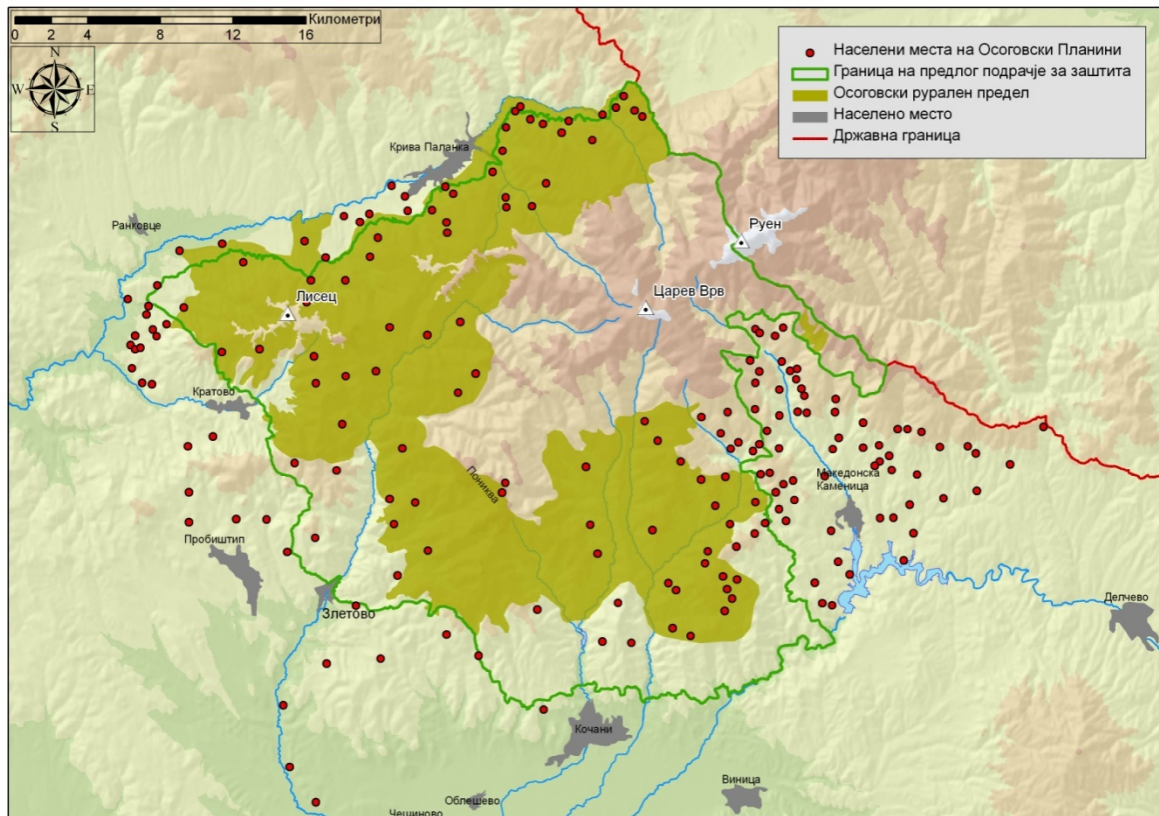 Километри
0 2 4 8 12 16
N
W E
S
Населени места на Осоговски Планини
Граница на предлог подрачје за заштита
Осоговски рурален предел
Населено место
Државна граница
Крива Паланка
Ранковце
Руен
Лисец
Царев Врв
Кратово
Пониква
Македонска
Каменица
Пробиштип
Злетово
Делчево
Кочани
Виница
Облешево
Чешиново